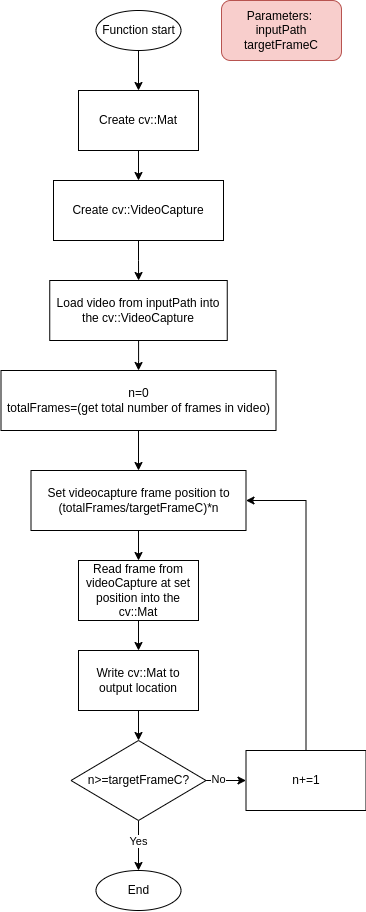 Function start
Parameters:
inputPath
targetFrameC
Create cv::Mat
Create cv::VideoCapture
Load video from inputPath into
the cv::VideoCapture
n=0
totalFrames=(get total number of frames in video)
Set videocapture frame position to
(totalFrames/targetFrameC)*n
Read frame from
videoCapture at set
position into the
cv::Mat
Write cv::Mat to
output location
n>=targetFrameC?
No
n+=1
Yes
End